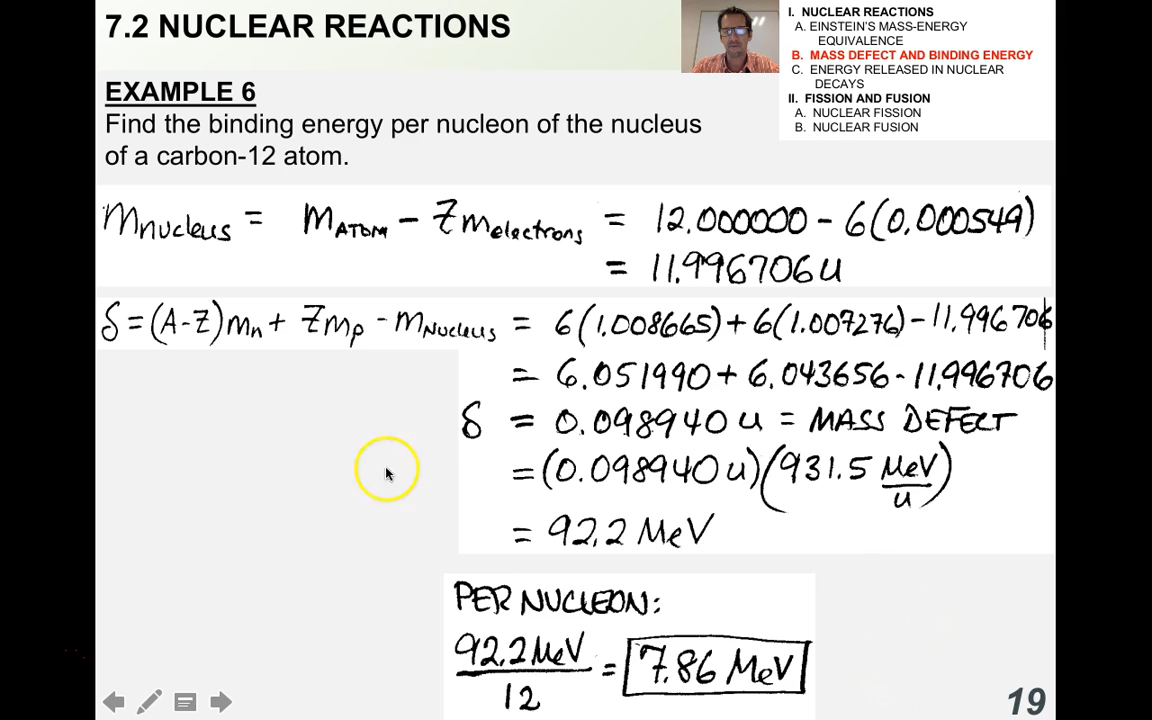 7.2 NUCLEAR REACTIONS
I. NUCLEAR REACTIONS
A. EINSTEIN'S MASS-ENERGY
EQUIVALENCE
B. MASS DEFECT AND BINDING ENERGY
C. ENERGY RELEASED IN NUCLEAR
DECAYS
II. FISSION AND FUSION
A. NUCLEAR FISSION
B. NUCLEAR FUSION
EXAMPLE 6
Find the binding energy per nucleon of the nucleus
of a carbon-12 atom.
mNucleus = mATOM - Zmelectrons = 12.000000 - 6(0.000549)
= 11.996706u
δ = (A-Z)mn + Zmp - mNucleus = 6(1.008665) + 6(1.007276) - 11.996706
= 6.051990 + 6.043656 - 11.996706
δ = 0.098940 u = MASS DEFECT
= (0.098940 u)(931.5 MeV/u)
= 92.2 MeV
PER NUCLEON:
92.2 MeV/12 = 7.86 MeV
19